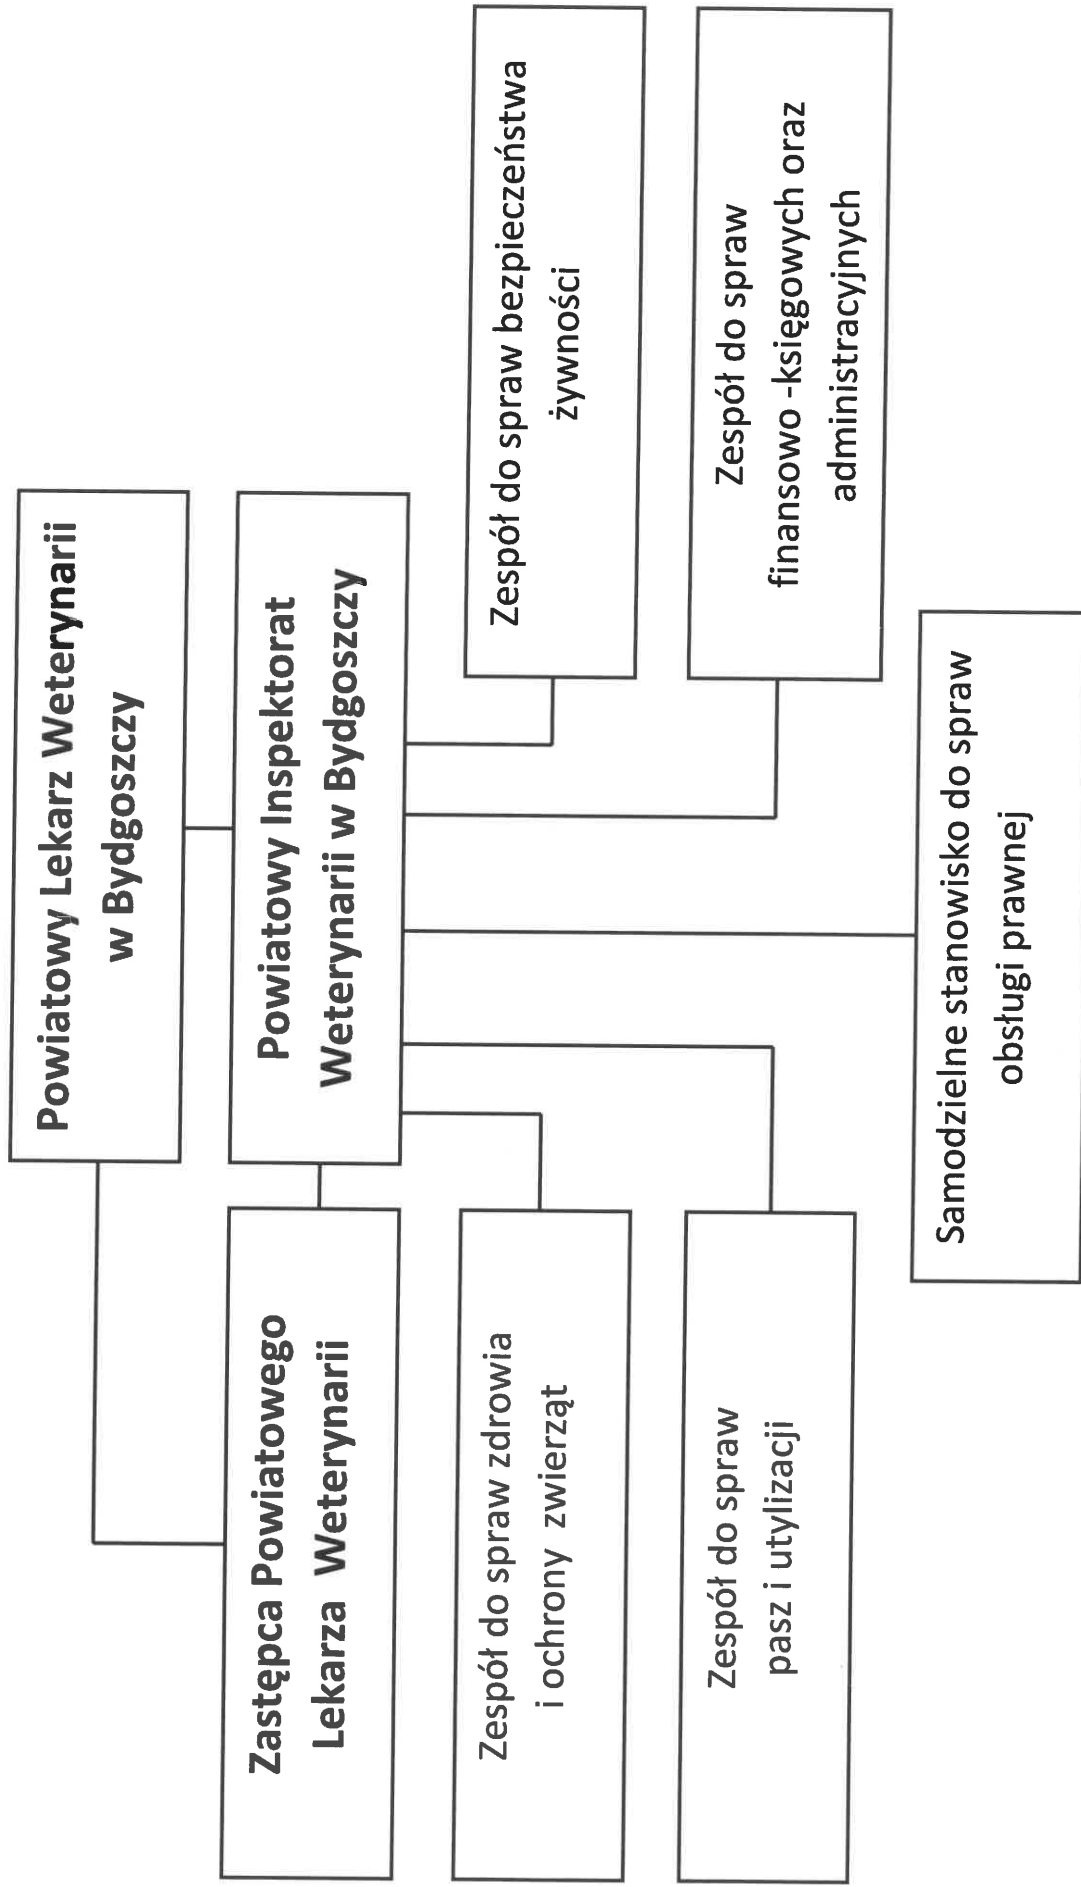 Powiatowy Lekarz Weterynarii
w Bydgoszczy
Zastępca Powiatowego
Lekarza Weterynarii
Powiatowy Inspektorat
Weterynarii w Bydgoszczy
Zespół do spraw zdrowia
i ochrony zwierząt
Zespół do spraw bezpieczeństwa
żywności
Zespół do spraw
pasz i utylizacji
Zespół do spraw
finansowo -księgowych oraz
administracyjnych
Samodzielne stanowisko do spraw
obsługi prawnej